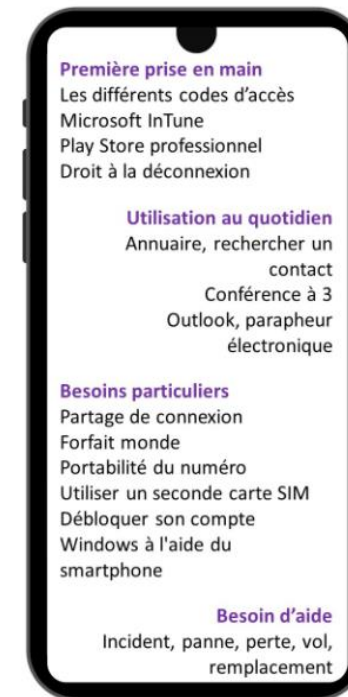 Première prise en main
Les différents codes d’accès
Microsoft InTune
Play Store professionnel
Droit à la déconnexion
Utilisation au quotidien
Annuaire, rechercher un
contact
Conférence à 3
Outlook, parapheur
électronique
Besoins particuliers
Partage de connexion
Forfait monde
Portabilité du numéro
Utiliser un seconde carte SIM
Débloquer son compte
Windows à l'aide du
smartphone
Besoin d’aide
Incident, panne, perte, vol,
remplacement